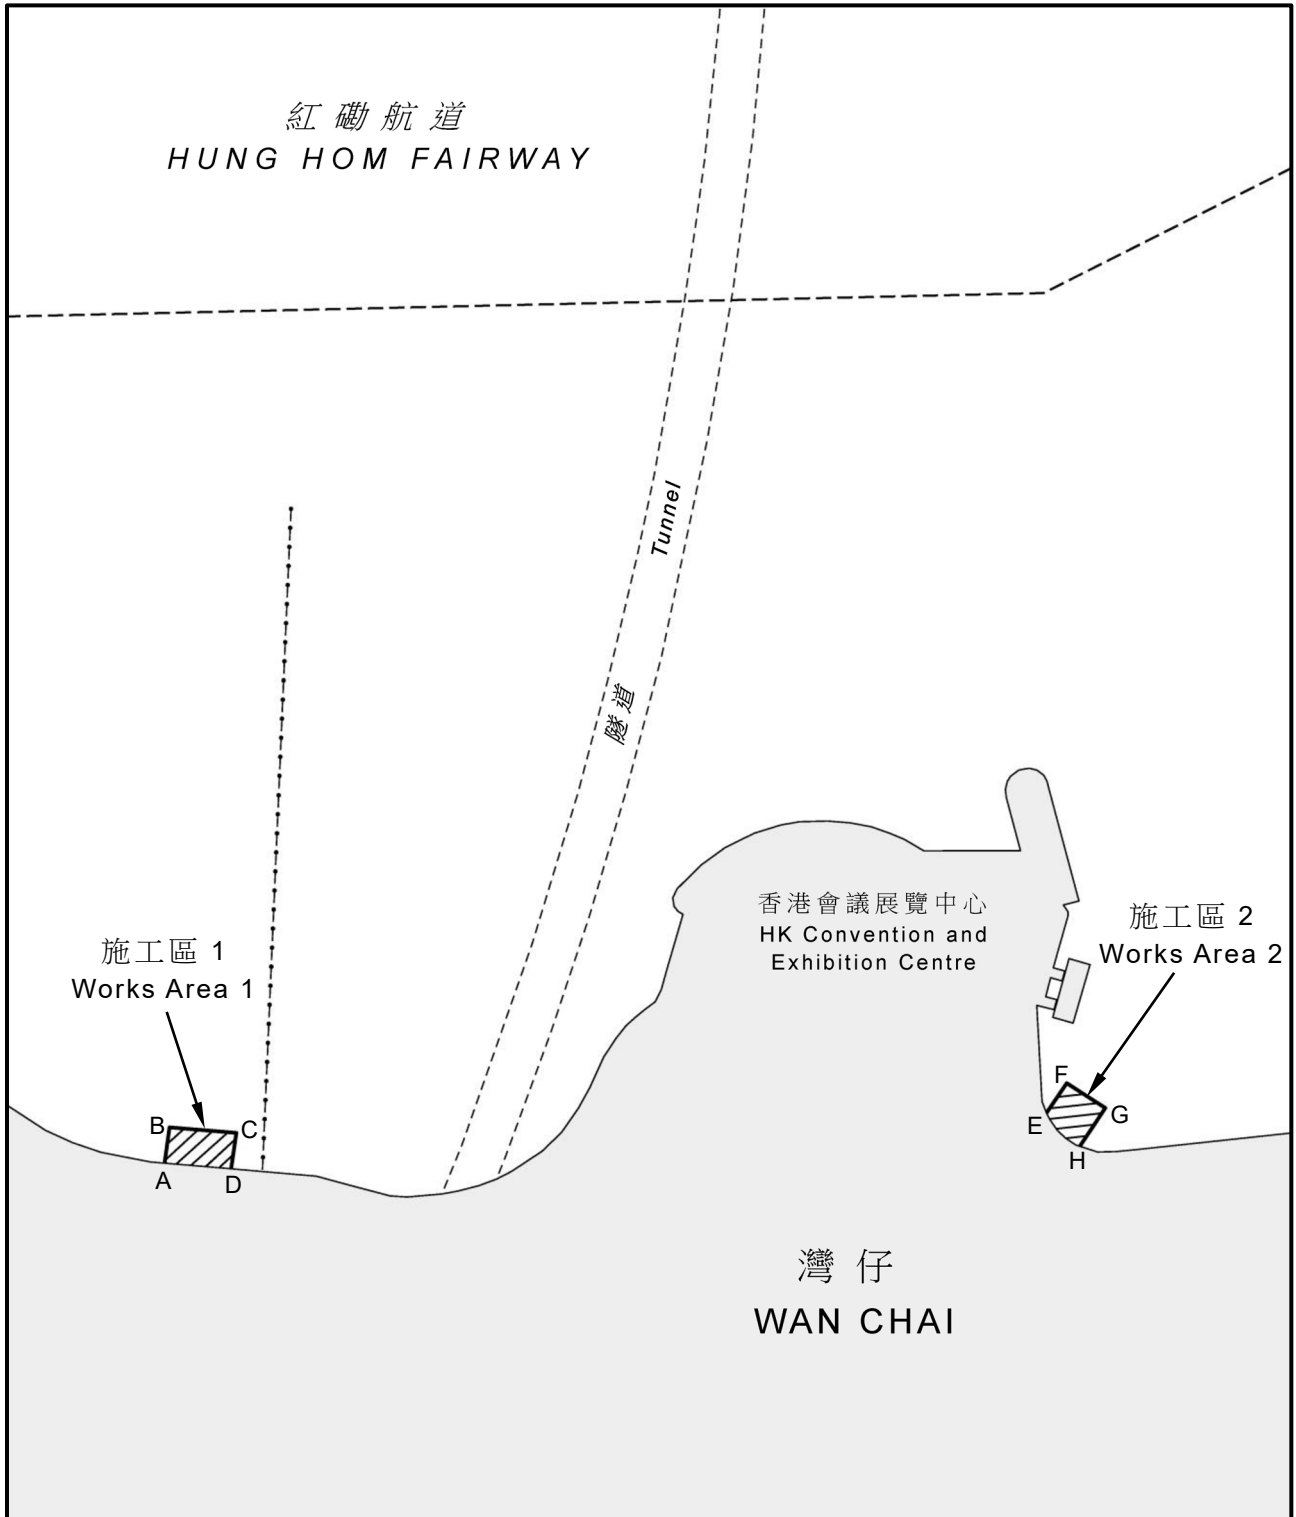 紅磡航道
HUNG HOM FAIRWAY
Tunnel
隧道
香港會議展覽中心
HK Convention and
Exhibition Centre
施工區 1
Works Area 1
施工區 2
Works Area 2
B
C
A
D
F
G
E
H
灣仔
WAN CHAI